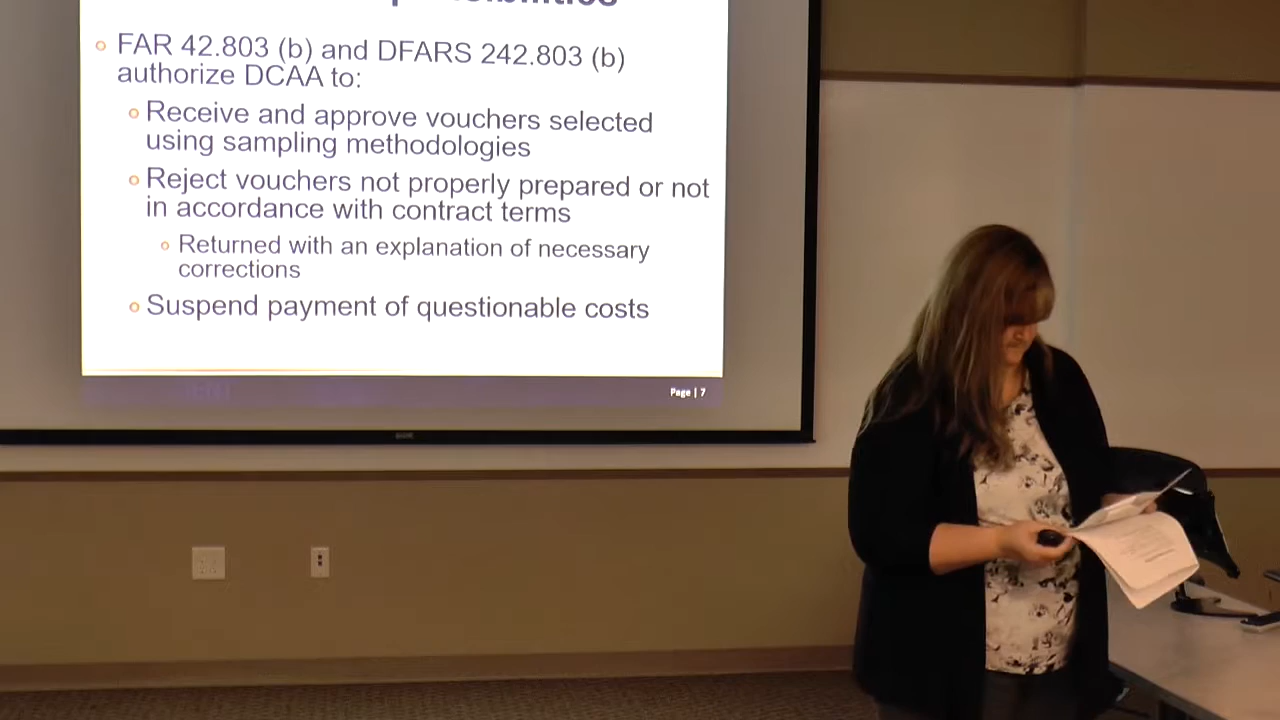 FAR 42.803 (b) and DFARS 242.803 (b)
authorize DCAA to:
Receive and approve vouchers selected
using sampling methodologies
Reject vouchers not properly prepared or not
in accordance with contract terms
Returned with an explanation of necessary
corrections
Suspend payment of questionable costs
Page | 7